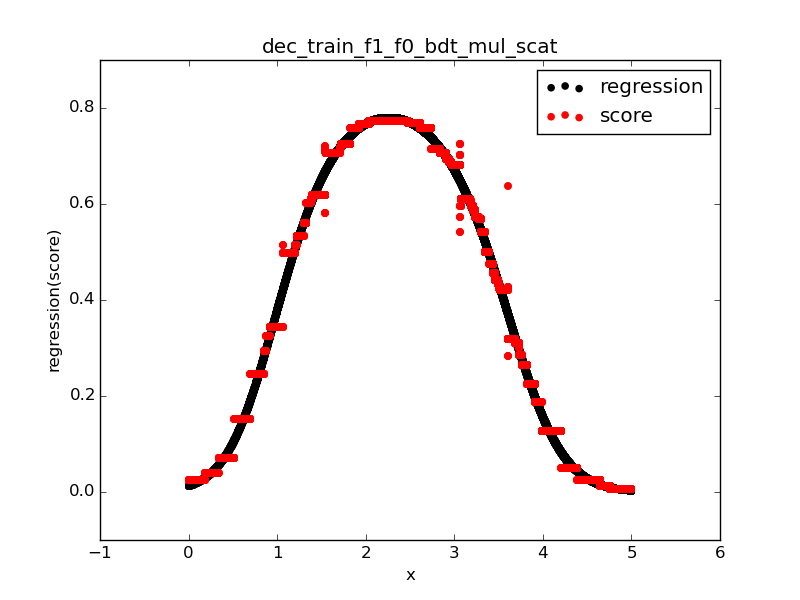 dec_train_f1_f0_bdt_mul_scat
regression
score
regression(score)
0.8
0.6
0.4
0.2
0.0
−1 0 1 2 3 4 5 6
x